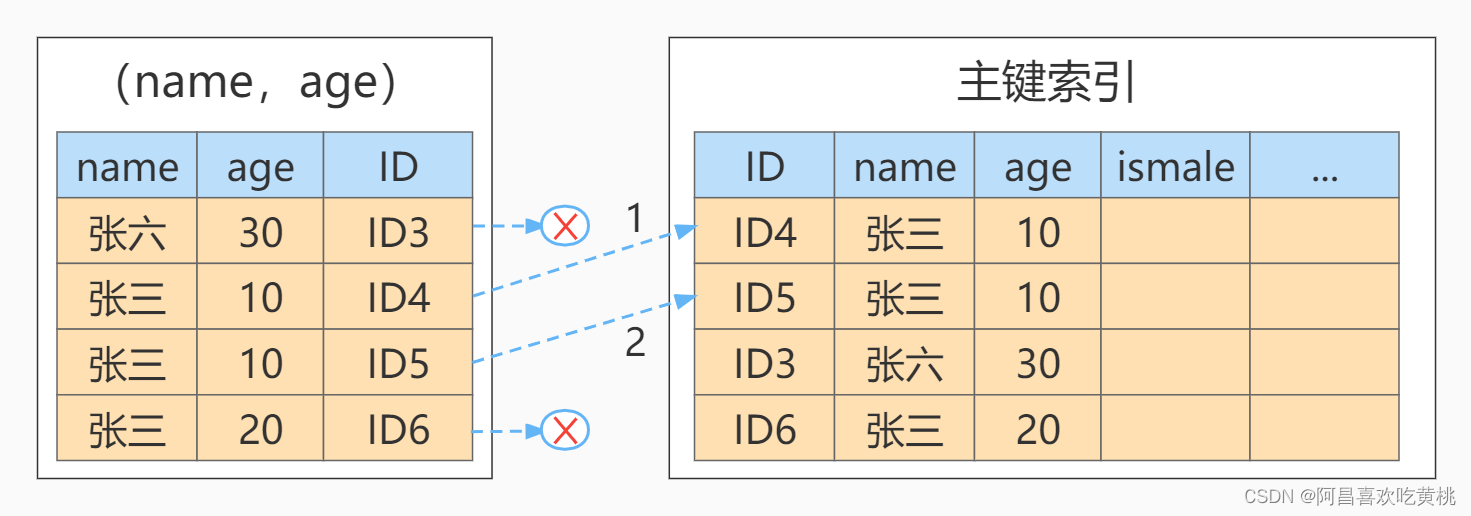 （name，age）
name age ID
张六 30 ID3
张三 10 ID4
张三 10 ID5
张三 20 ID6
1
2
主键索引
ID name age ismale ...
ID4 张三 10
ID5 张三 10
ID3 张六 30
ID6 张三 20
CSDN @阿昌喜欢吃黄桃